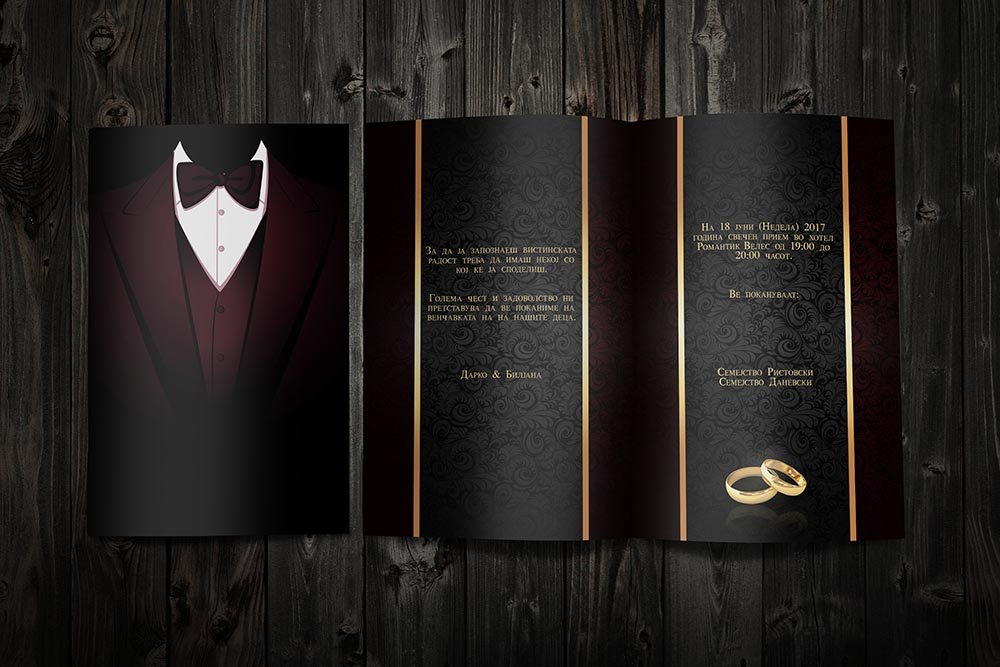 За да ја запознаеш вистинската
радост треба да имаш некој со
кој ке ја споделиш.
Голема чест и задоволство ни
претставува да ве поканиме на
венчавката на на нашите деца.
Дарко & Билјана
На 18 јуни (Недела) 2017
година свечен прием во хотел
Романтик Велес од 19:00 до
20:00 часот.
Ве покануваат:
Семејство Ристовски
Семејство Даневски